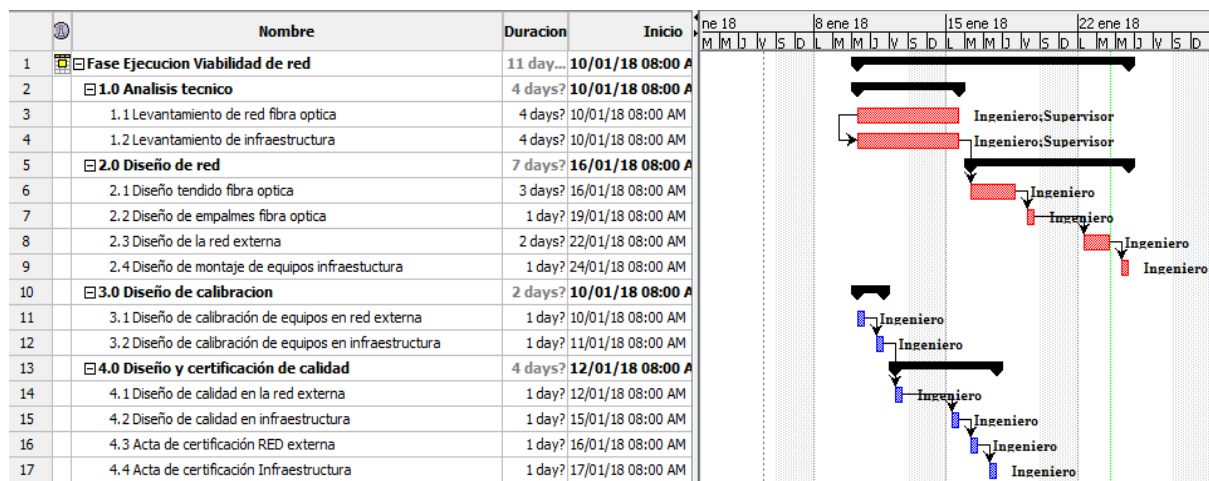 Nombre Duracion Inicio ne 18 8 ene 18 15 ene 18 22 ene 18
M M J V S D L M M J V S D L M M J V S D L M M J V S D
1 Fase Ejecucion Viabilidad de red 11 day... 10/01/18 08:00 A
2 1.0 Analisis tecnico 4 days? 10/01/18 08:00 A
3 1.1 Levantamiento de red fibra optica 4 days? 10/01/18 08:00 AM Ingeniero;Supervisor
4 1.2 Levantamiento de infraestructura 4 days? 10/01/18 08:00 AM Ingeniero;Supervisor
5 2.0 Diseño de red 7 days? 16/01/18 08:00 A
6 2.1 Diseño tendido fibra optica 3 days? 16/01/18 08:00 AM Ingeniero
7 2.2 Diseño de empalmes fibra optica 1 day? 19/01/18 08:00 AM Ingeniero
8 2.3 Diseño de la red externa 2 days? 22/01/18 08:00 AM Ingeniero
9 2.4 Diseño de montaje de equipos infraestuctura 1 day? 24/01/18 08:00 AM Ingeniero
10 3.0 Diseño de calibracion 2 days? 10/01/18 08:00 A
11 3.1 Diseño de calibración de equipos en red externa 1 day? 10/01/18 08:00 AM Ingeniero
12 3.2 Diseño de calibración de equipos en infraestructura 1 day? 11/01/18 08:00 AM Ingeniero
13 4.0 Diseño y certificación de calidad 4 days? 12/01/18 08:00 A
14 4.1 Diseño de calidad en la red externa 1 day? 12/01/18 08:00 AM Ingeniero
15 4.2 Diseño de calidad en infraestructura 1 day? 15/01/18 08:00 AM Ingeniero
16 4.3 Acta de certificación RED externa 1 day? 16/01/18 08:00 AM Ingeniero
17 4.4 Acta de certificación Infraestructura 1 day? 17/01/18 08:00 AM Ingeniero